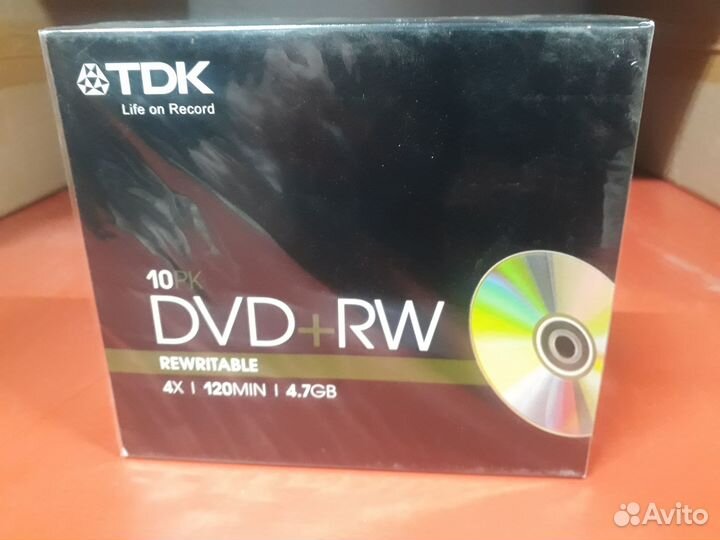 TDK
Life on Record
10PK
DVD+RW
REWRITABLE
4X | 120MIN | 4.7GB
Avito